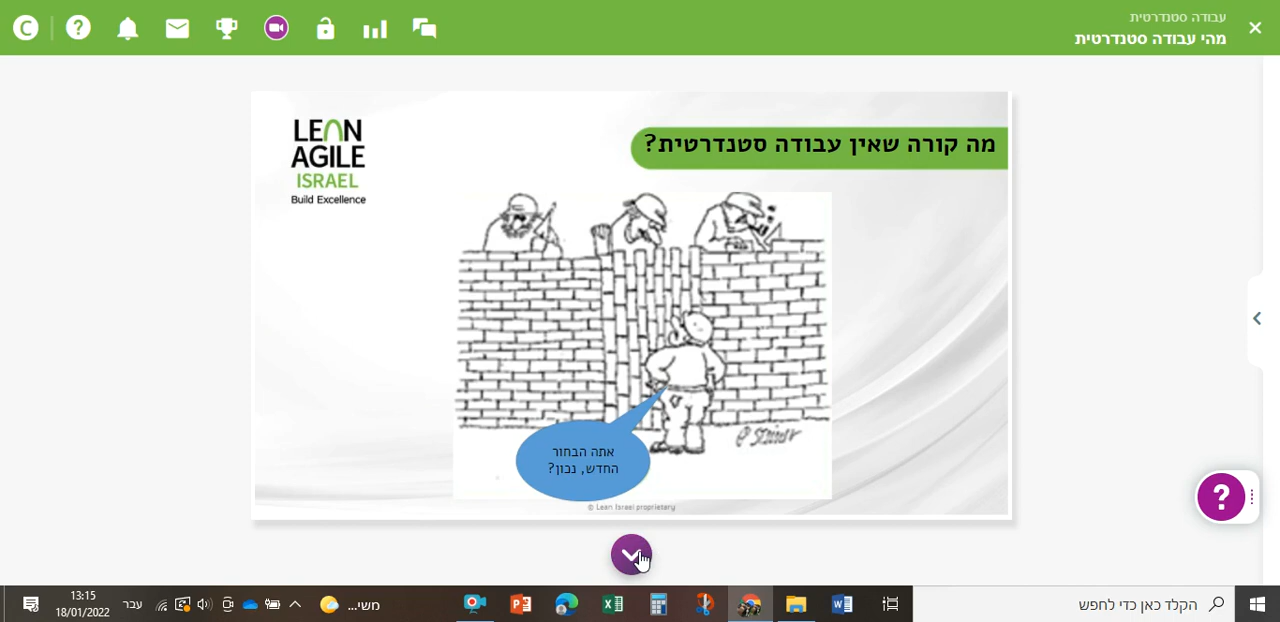 עבודה סטנדרטית
מהי עבודה סטנדרטית
LEAN
AGILE
ISRAEL
Build Excellence
מה קורה שאין עבודה סטנדרטית?
אתה הבחור
החדש, נכון?
© Lean Israel proprietary
הקלד כאן כדי לחפש
משי...
עבר
13:15
18/01/2022